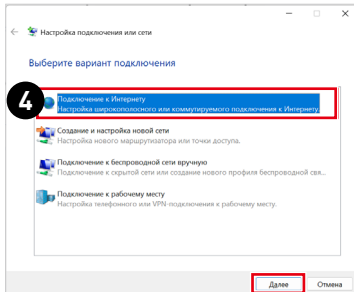 Настройка подключения или сети
Выберите вариант подключения
4
Подключение к Интернету
Настройка широкополосного или коммутируемого подключения к Интернету.
Создание и настройка новой сети
Настройка нового маршрутизатора или точки доступа.
Подключение к беспроводной сети вручную
Подключение к скрытой сети или создание нового профиля беспроводной свя...
Подключение к рабочему месту
Настройка телефонного или VPN-подключения к рабочему месту.
Далее Отмена